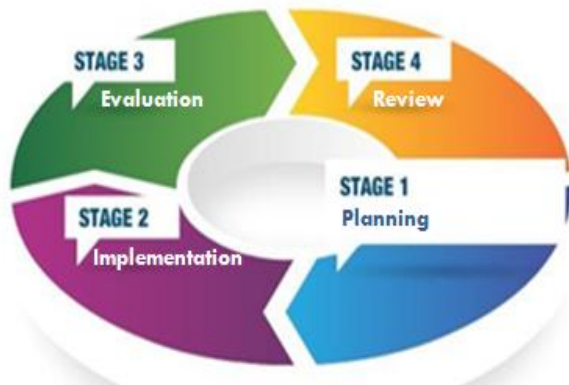 STAGE 3
Evaluation
STAGE 4
Review
STAGE 1
Planning
STAGE 2
Implementation